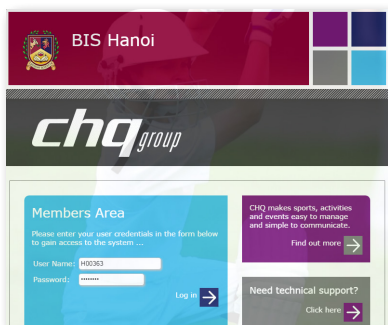 BIS Hanoi
chq group
Members Area
Please enter your user credentials in the form below
to gain access to the system ...
User Name: H00363
Password: ••••••••
Log in
CHQ makes sports, activities
and events easy to manage
and simple to communicate.
Find out more
Need technical support?
Click here